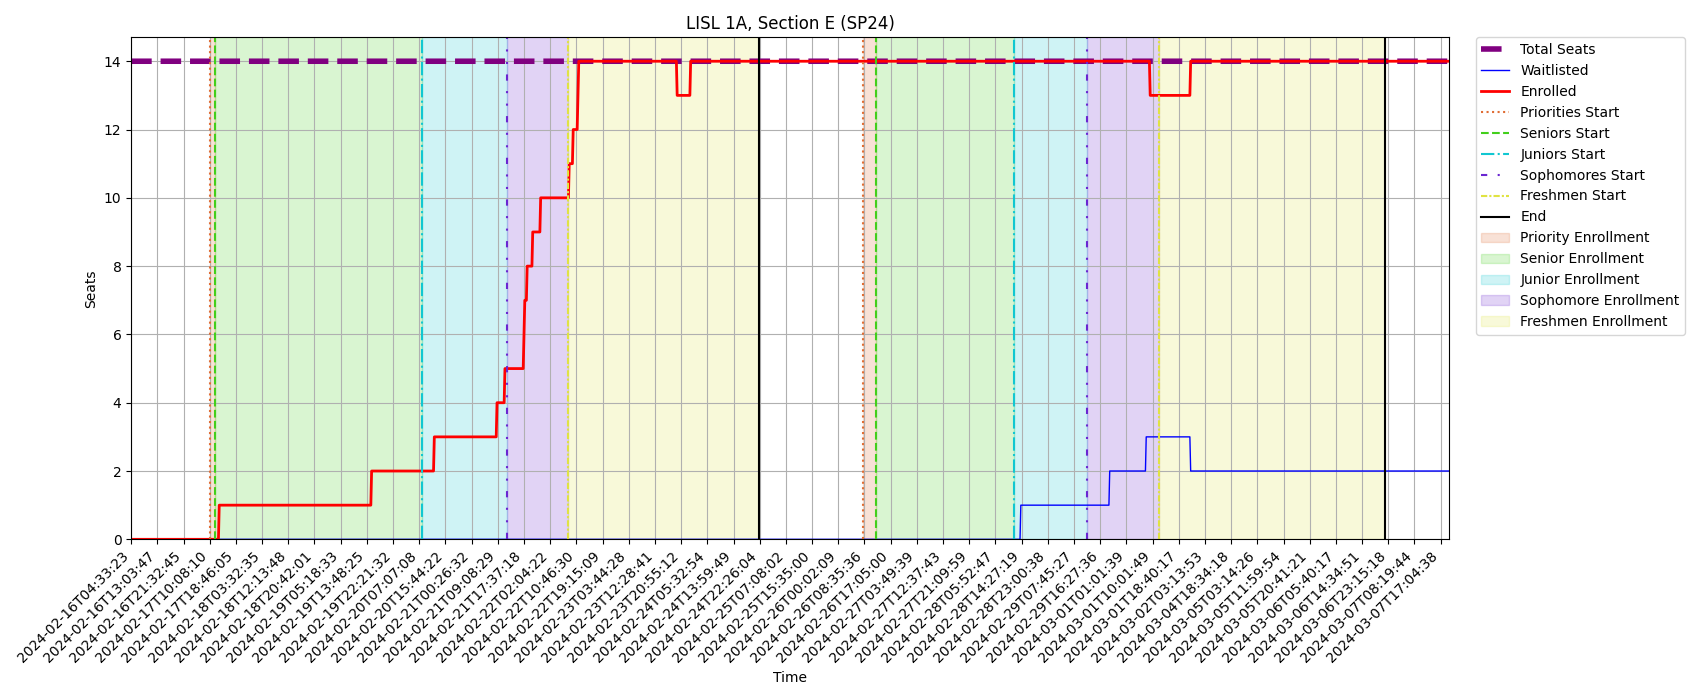 LISL 1A, Section E (SP24)
Seats
14
12
10
8
6
4
2
0
2024-02-16T04:33:23
2024-02-16T13:03:47
2024-02-16T21:32:45
2024-02-17T10:08:10
2024-02-17T18:46:05
2024-02-18T03:32:35
2024-02-18T12:13:48
2024-02-18T20:42:01
2024-02-19T05:18:33
2024-02-19T13:48:25
2024-02-19T22:21:32
2024-02-20T07:07:08
2024-02-20T15:44:22
2024-02-21T00:26:32
2024-02-21T09:08:29
2024-02-21T17:37:18
2024-02-22T02:04:22
2024-02-22T10:46:30
2024-02-22T19:15:09
2024-02-23T03:44:28
2024-02-23T12:28:41
2024-02-23T20:55:12
2024-02-24T05:32:54
2024-02-24T13:59:49
2024-02-24T22:26:04
2024-02-25T07:08:02
2024-02-25T15:35:00
2024-02-26T00:02:09
2024-02-26T08:35:36
2024-02-26T17:05:00
2024-02-27T03:49:39
2024-02-27T12:37:43
2024-02-27T21:09:59
2024-02-28T05:52:47
2024-02-28T14:27:19
2024-02-28T23:00:38
2024-02-29T07:45:27
2024-02-29T16:27:36
2024-03-01T01:01:39
2024-03-01T10:01:49
2024-03-01T18:40:17
2024-03-02T03:13:53
2024-03-04T18:34:18
2024-03-05T03:14:26
2024-03-05T11:59:54
2024-03-05T20:41:21
2024-03-06T05:40:17
2024-03-06T14:34:51
2024-03-06T23:15:18
2024-03-07T08:19:44
2024-03-07T17:04:38
Time
Total Seats
Waitlisted
Enrolled
Priorities Start
Seniors Start
Juniors Start
Sophomores Start
Freshmen Start
End
Priority Enrollment
Senior Enrollment
Junior Enrollment
Sophomore Enrollment
Freshmen Enrollment